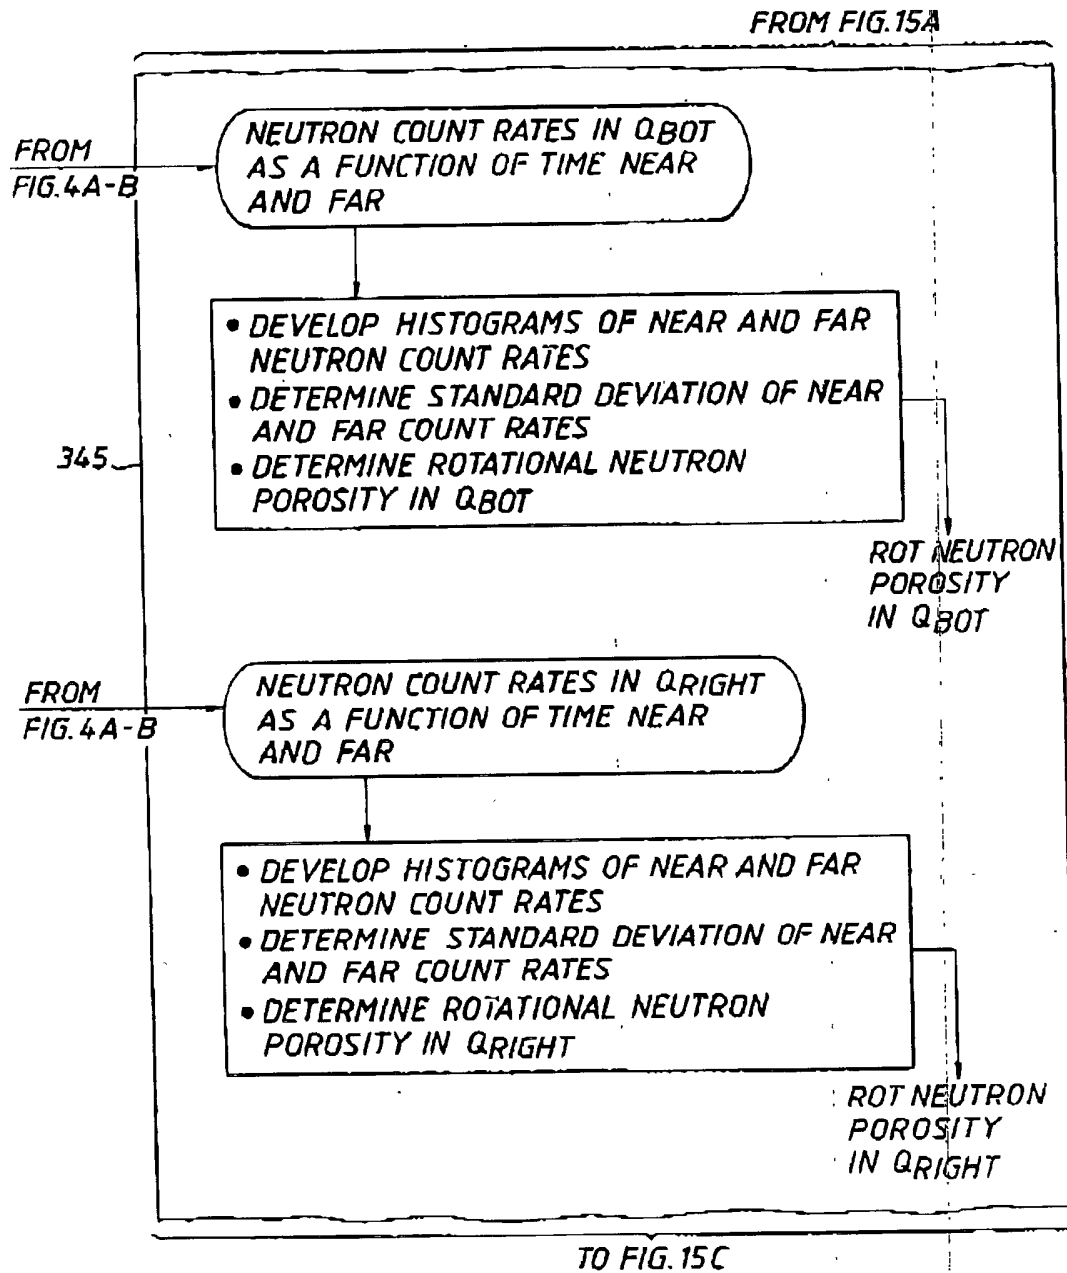 FROM FIG. 15A
FROM
FIG. 4A-B
NEUTRON COUNT RATES IN QBOT
AS A FUNCTION OF TIME NEAR
AND FAR
• DEVELOP HISTOGRAMS OF NEAR AND FAR
NEUTRON COUNT RATES
• DETERMINE STANDARD DEVIATION OF NEAR
AND FAR COUNT RATES
• DETERMINE ROTATIONAL NEUTRON
POROSITY IN QBOT
345
ROT NEUTRON
POROSITY
IN QBOT
FROM
FIG. 4A-B
NEUTRON COUNT RATES IN QRIGHT
AS A FUNCTION OF TIME NEAR
AND FAR
• DEVELOP HISTOGRAMS OF NEAR AND FAR
NEUTRON COUNT RATES
• DETERMINE STANDARD DEVIATION OF NEAR
AND FAR COUNT RATES
• DETERMINE ROTATIONAL NEUTRON
POROSITY IN QRIGHT
ROT NEUTRON
POROSITY
IN QRIGHT
TO FIG. 15C